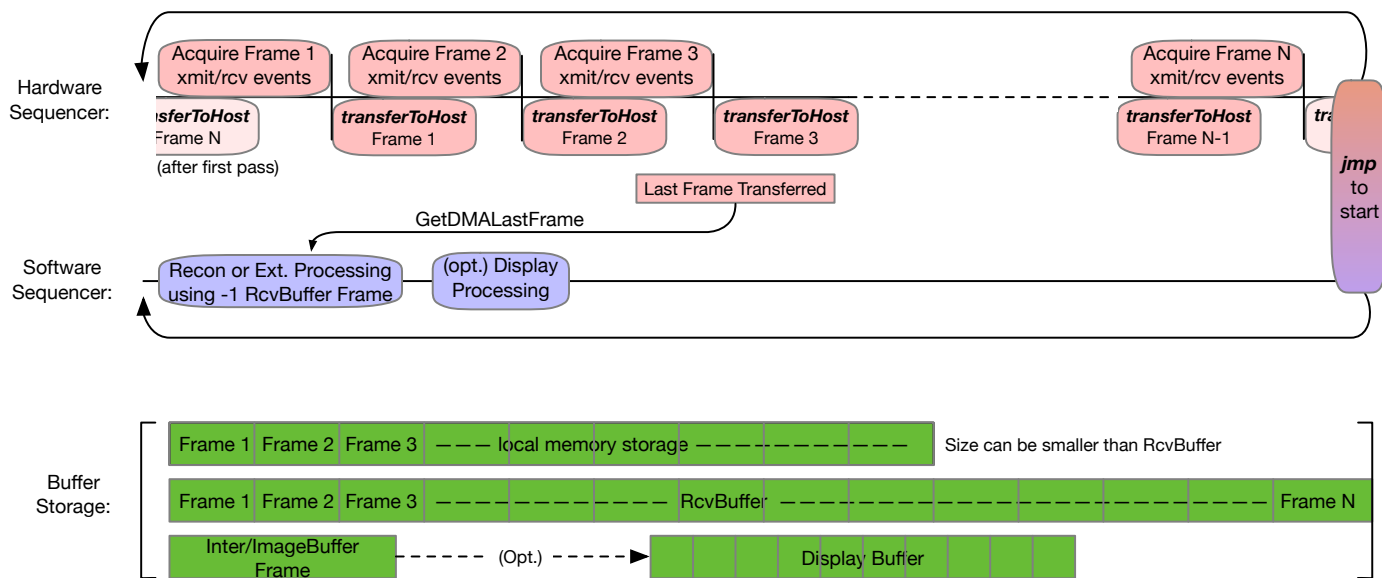 Hardware
Sequencer:
Acquire Frame 1
xmit/rcv events
Acquire Frame 2
xmit/rcv events
Acquire Frame 3
xmit/rcv events
Acquire Frame N
xmit/rcv events
nsferToHost
Frame N
(after first pass)
transferToHost
Frame 1
transferToHost
Frame 2
transferToHost
Frame 3
transferToHost
Frame N-1
tra
jmp
to
start
Last Frame Transferred
GetDMALastFrame
Software
Sequencer:
Recon or Ext. Processing
using -1 RcvBuffer Frame
(opt.) Display
Processing
Buffer
Storage:
Frame 1
Frame 2
Frame 3
local memory storage
Size can be smaller than RcvBuffer
Frame 1
Frame 2
Frame 3
RcvBuffer
Frame N
Inter/ImageBuffer
Frame
(Opt.)
Display Buffer